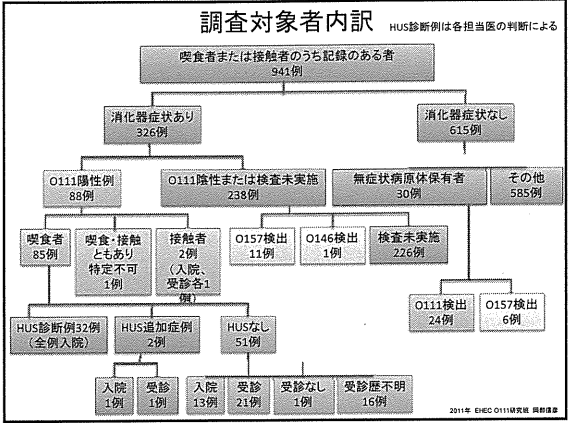 調査対象者内訳
HUS診断例は各担当医の判断による
喫食者または接触者のうち記録のある者
941例
消化器症状あり
326例
消化器症状なし
615例
O111陽性例
88例
O111陰性または検査未実施
238例
無症状病原体保有者
30例
その他
585例
喫食者
85例
喫食・接触
ともあり
特定不可
1例
接触者
2例
(入院、
受診各1
例)
O157検出
11例
O146検出
1例
検査未実施
226例
O111検出
24例
O157検出
6例
HUS診断例32例
(全例入院)
HUS追加症例
2例
HUSなし
51例
入院
1例
受診
1例
入院
13例
受診
21例
受診なし
1例
受診歴不明
16例
2011年 EHEC O111研究班 岡部信彦